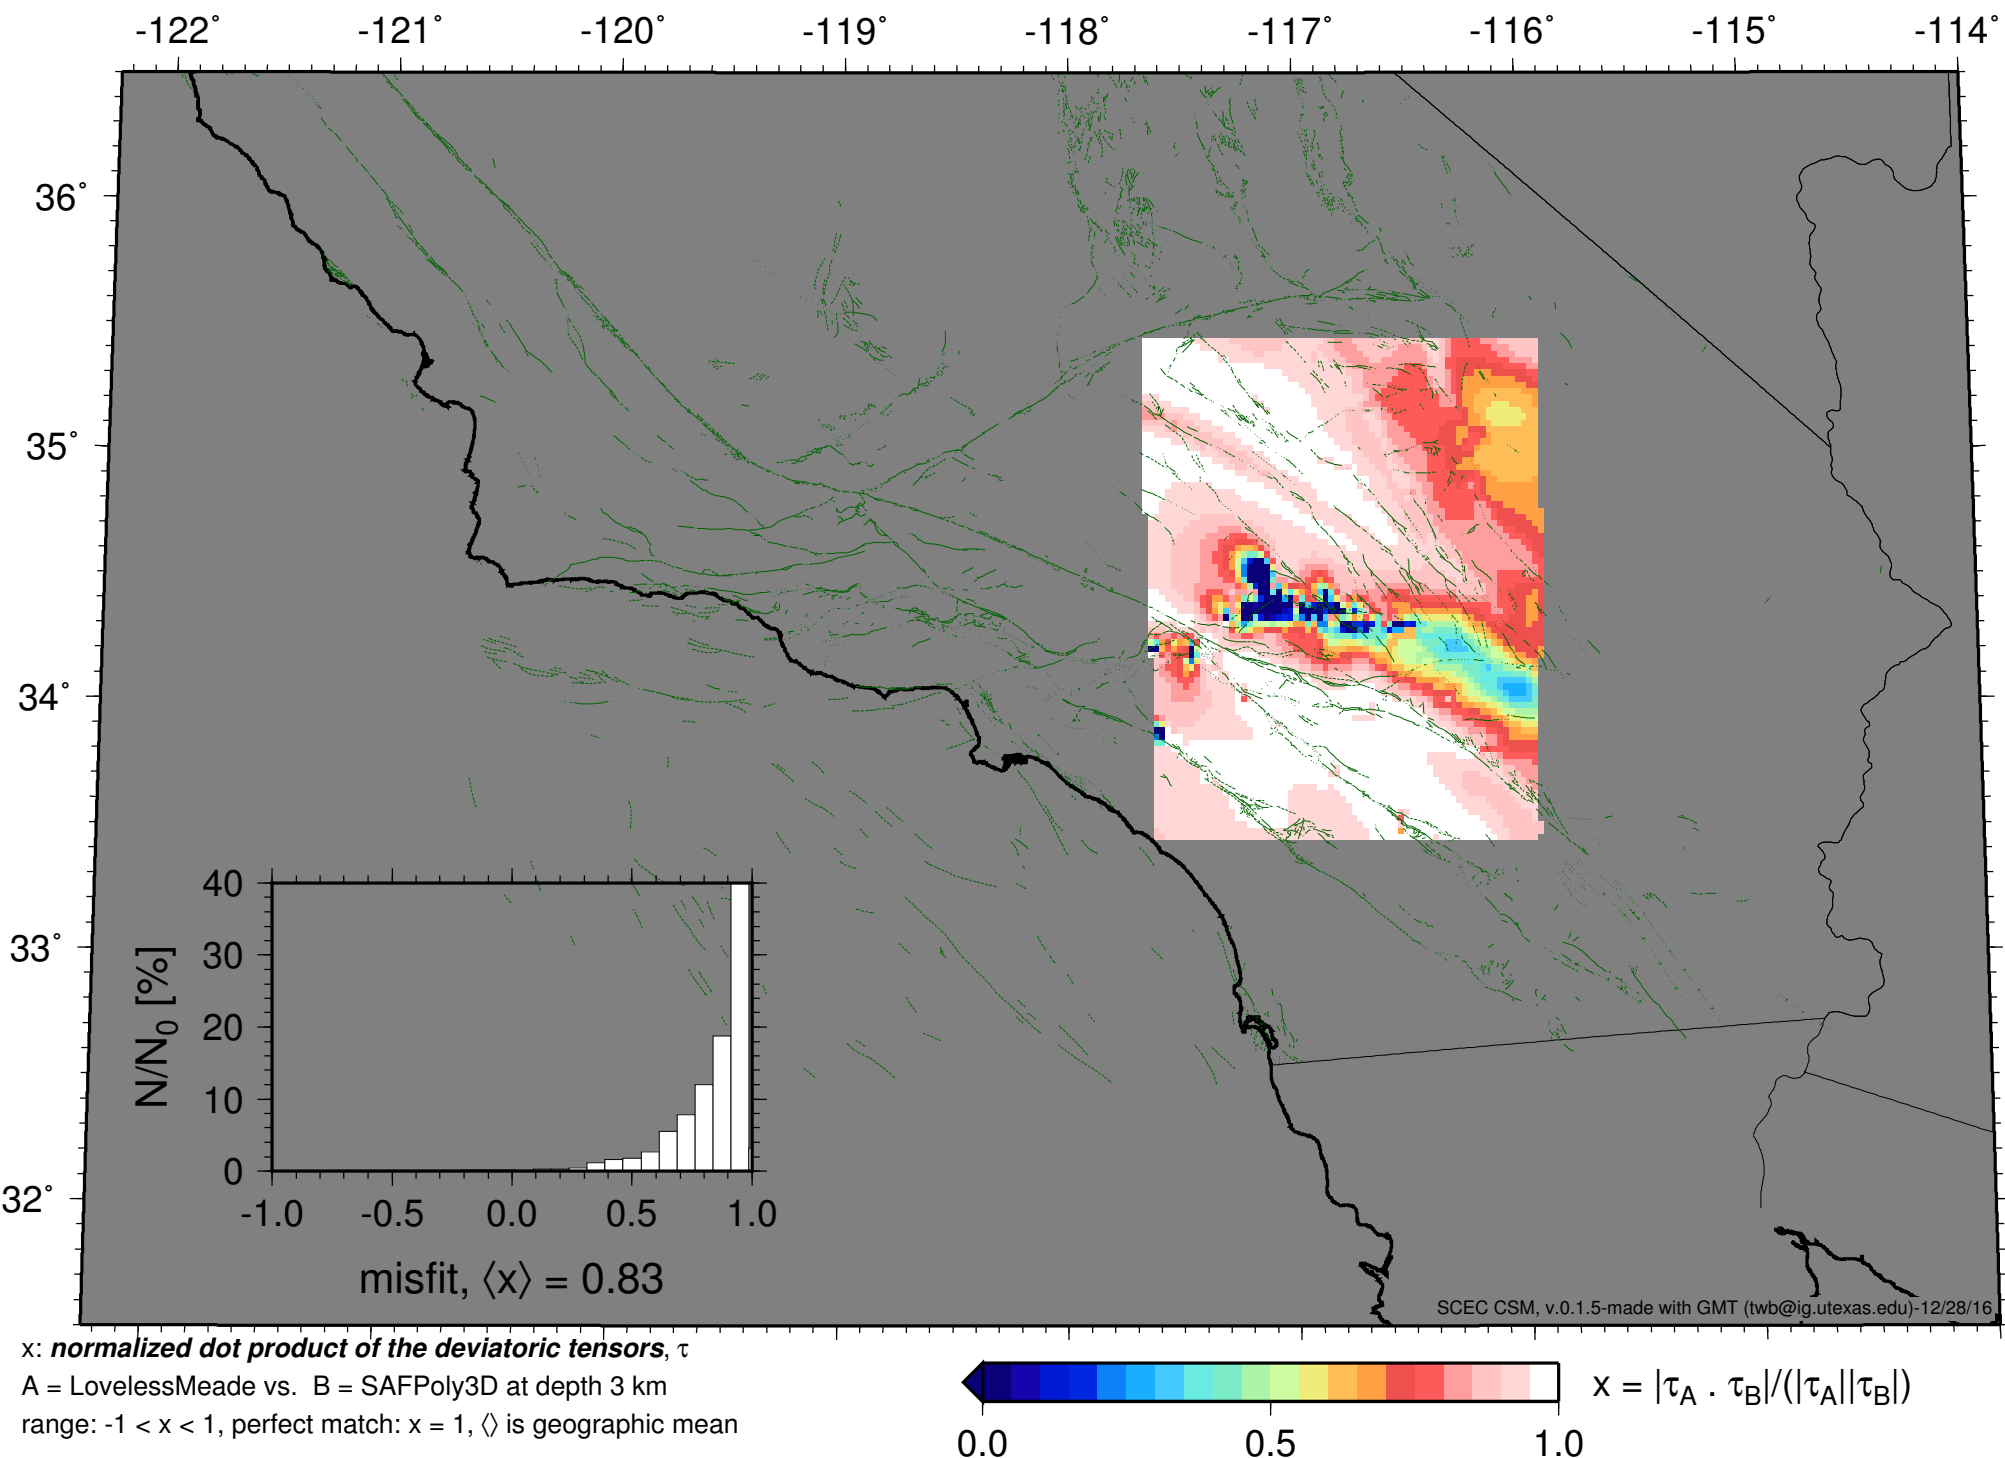 -122˚ -121˚ -120˚ -119˚ -118˚ -117˚ -116˚ -115˚ -114˚
36˚
35˚
34˚
33˚
32˚
40
30
20
10
0
N/N0 [%]
-1.0 -0.5 0.0 0.5 1.0
misfit, ⟨x⟩ = 0.83
SCEC CSM, v.0.1.5-made with GMT (twb@ig.utexas.edu)-12/28/16
x: normalized dot product of the deviatoric tensors, τ
A = LovelessMeade vs. B = SAFPoly3D at depth 3 km
range: -1 < x < 1, perfect match: x = 1, ⟨⟩ is geographic mean
0.0 0.5 1.0
x = |τA . τB|/(|τA||τB|)